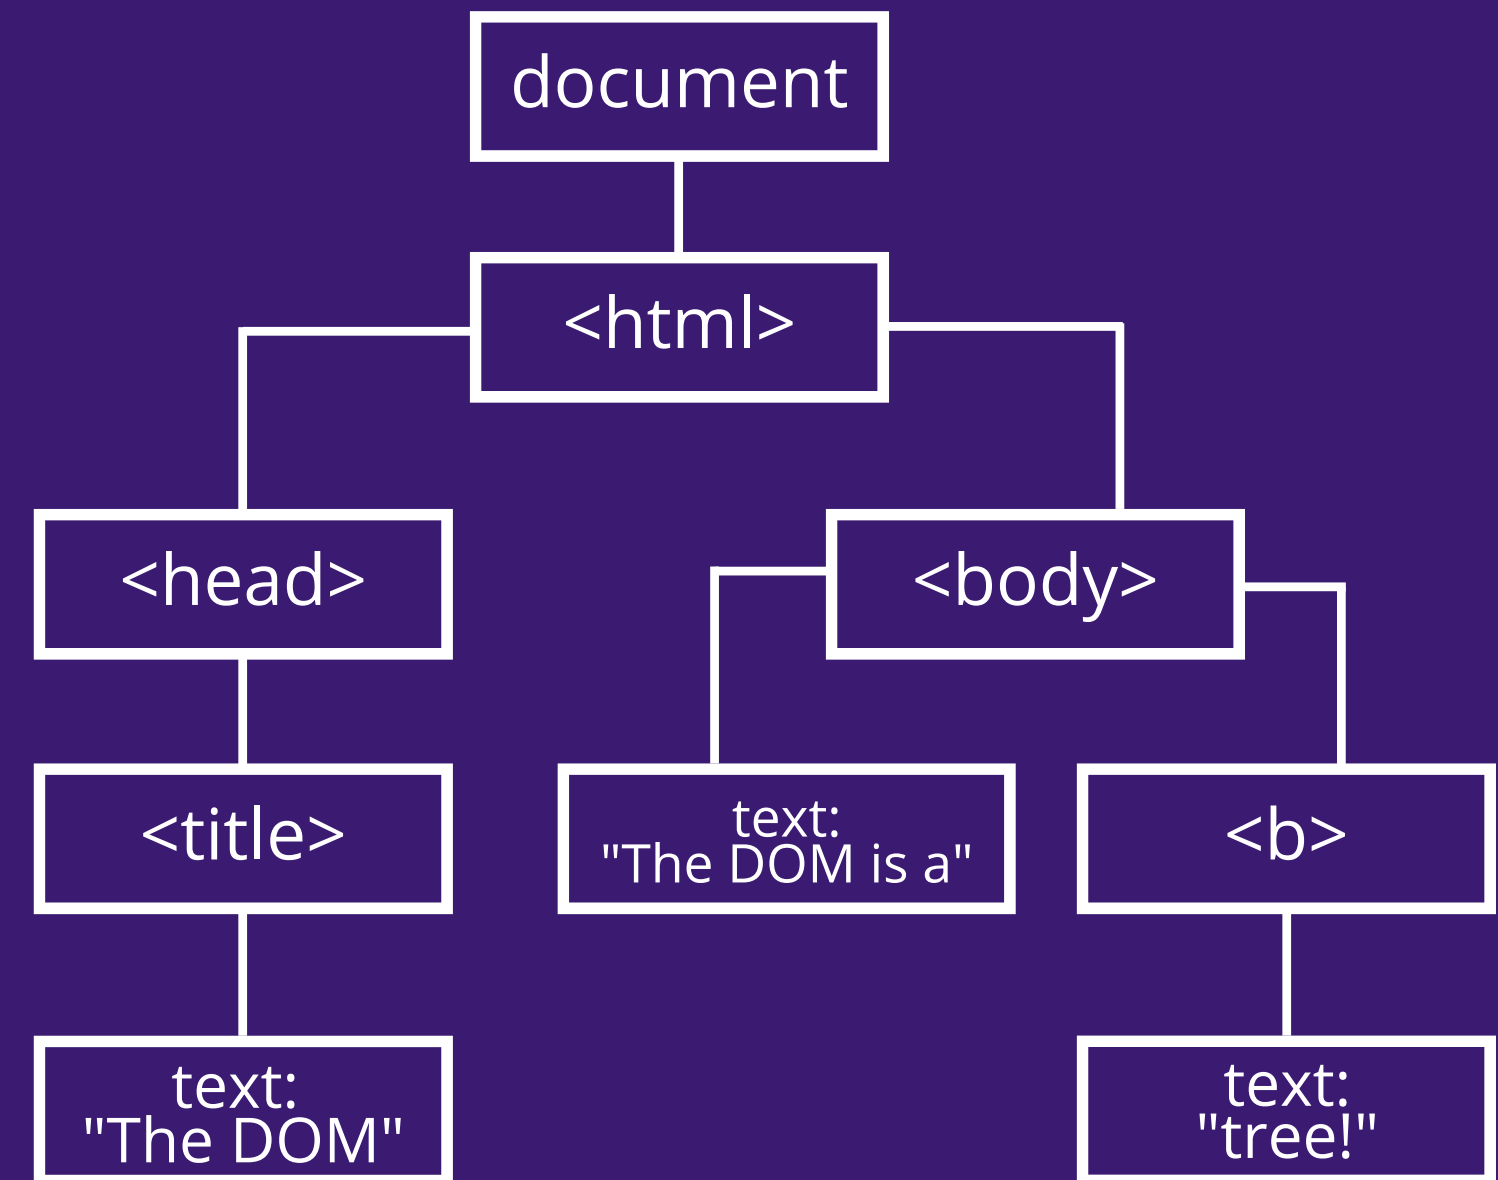 document
<html>
<head>
<body>
<title>
text:
"The DOM is a"
<b>
text:
"The DOM"
text:
"tree!"